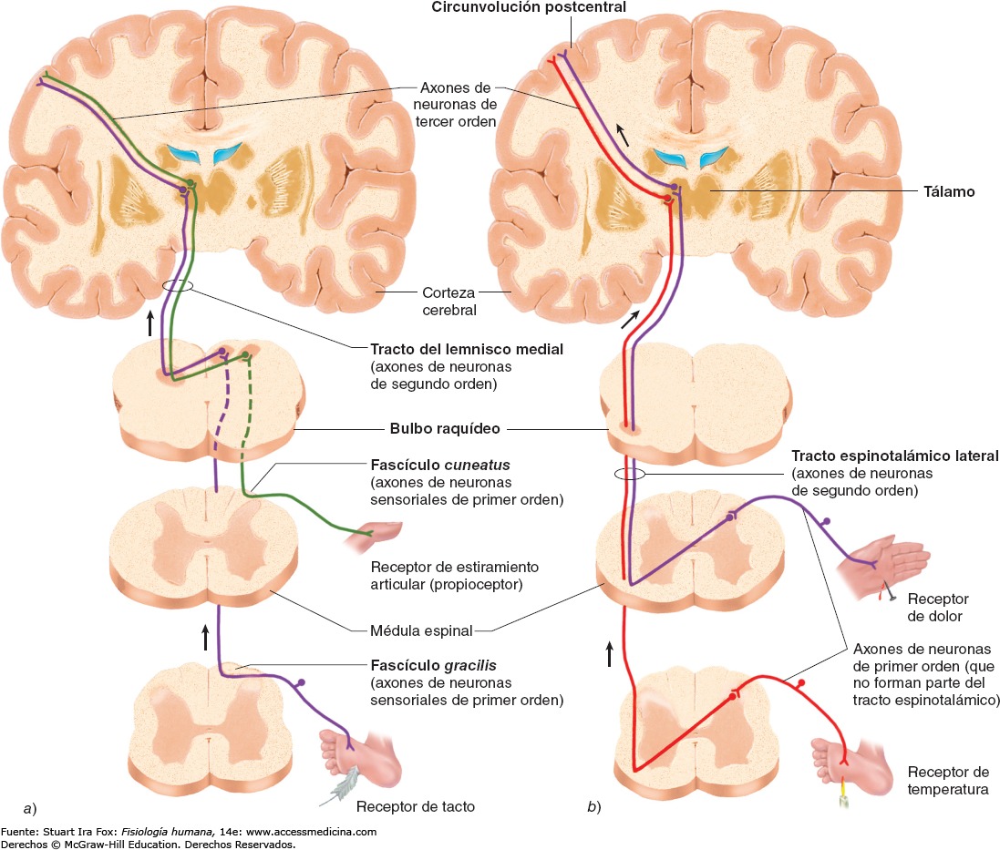 Circunvolución postcentral
Axones de
neuronas de
tercer orden
Tálamo
Corteza
cerebral
Tracto del lemnisco medial
(axones de neuronas
de segundo orden)
Bulbo raquídeo
Fascículo cuneatus
(axones de neuronas
sensoriales de primer orden)
Tracto espinotalámico lateral
(axones de neuronas
de segundo orden)
Receptor de estiramiento
articular (propioceptor)
Receptor
de dolor
Médula espinal
Fascículo gracilis
(axones de neuronas
sensoriales de primer orden)
Axones de neuronas
de primer orden (que
no forman parte del
tracto espinotalámico)
Receptor de tacto
Receptor de
temperatura
a)
b)
Fuente: Stuart Ira Fox: Fisiología humana, 14e: www.accessmedicina.com
Derechos © McGraw-Hill Education. Derechos Reservados.